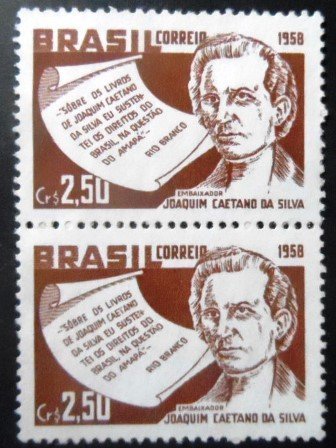 BRASIL CORREIO 1958
"SÔBRE OS LIVROS
DE JOAQUIM CAETANO
DA SILVA EU SUSTEN-
TEI OS DIREITOS DO
BRASIL, NA QUESTÃO
DO AMAPÁ"
RIO BRANCO
Cr$ 2,50
EMBAIXADOR
JOAQUIM CAETANO DA SILVA
BRASIL CORREIO 1958
"SÔBRE OS LIVROS
DE JOAQUIM CAETANO
DA SILVA EU SUSTEN-
TEI OS DIREITOS DO
BRASIL, NA QUESTÃO
DO AMAPÁ"
RIO BRANCO
Cr$ 2,50
EMBAIXADOR
JOAQUIM CAETANO DA SILVA